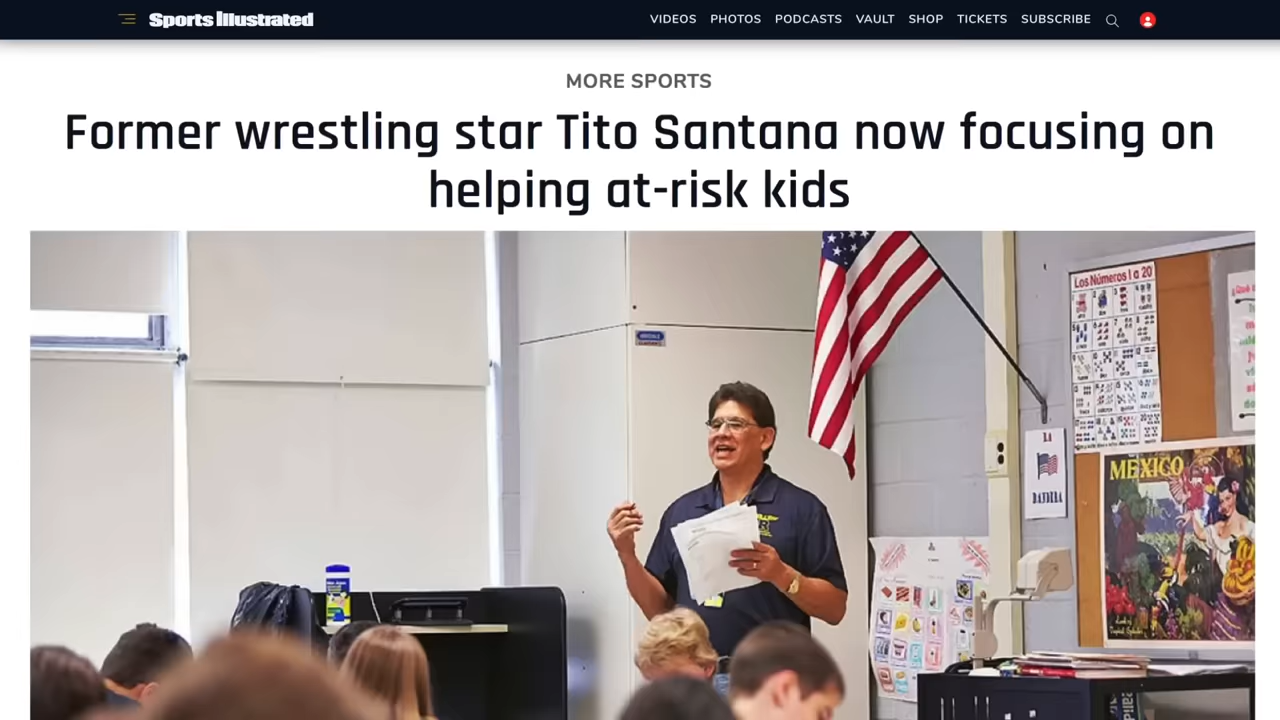 Sports Illustrated
VIDEOS PHOTOS PODCASTS VAULT SHOP TICKETS SUBSCRIBE
MORE SPORTS
Former wrestling star Tito Santana now focusing on
helping at-risk kids
Los Números 1 a 20
LA
BANDERA
MEXICO